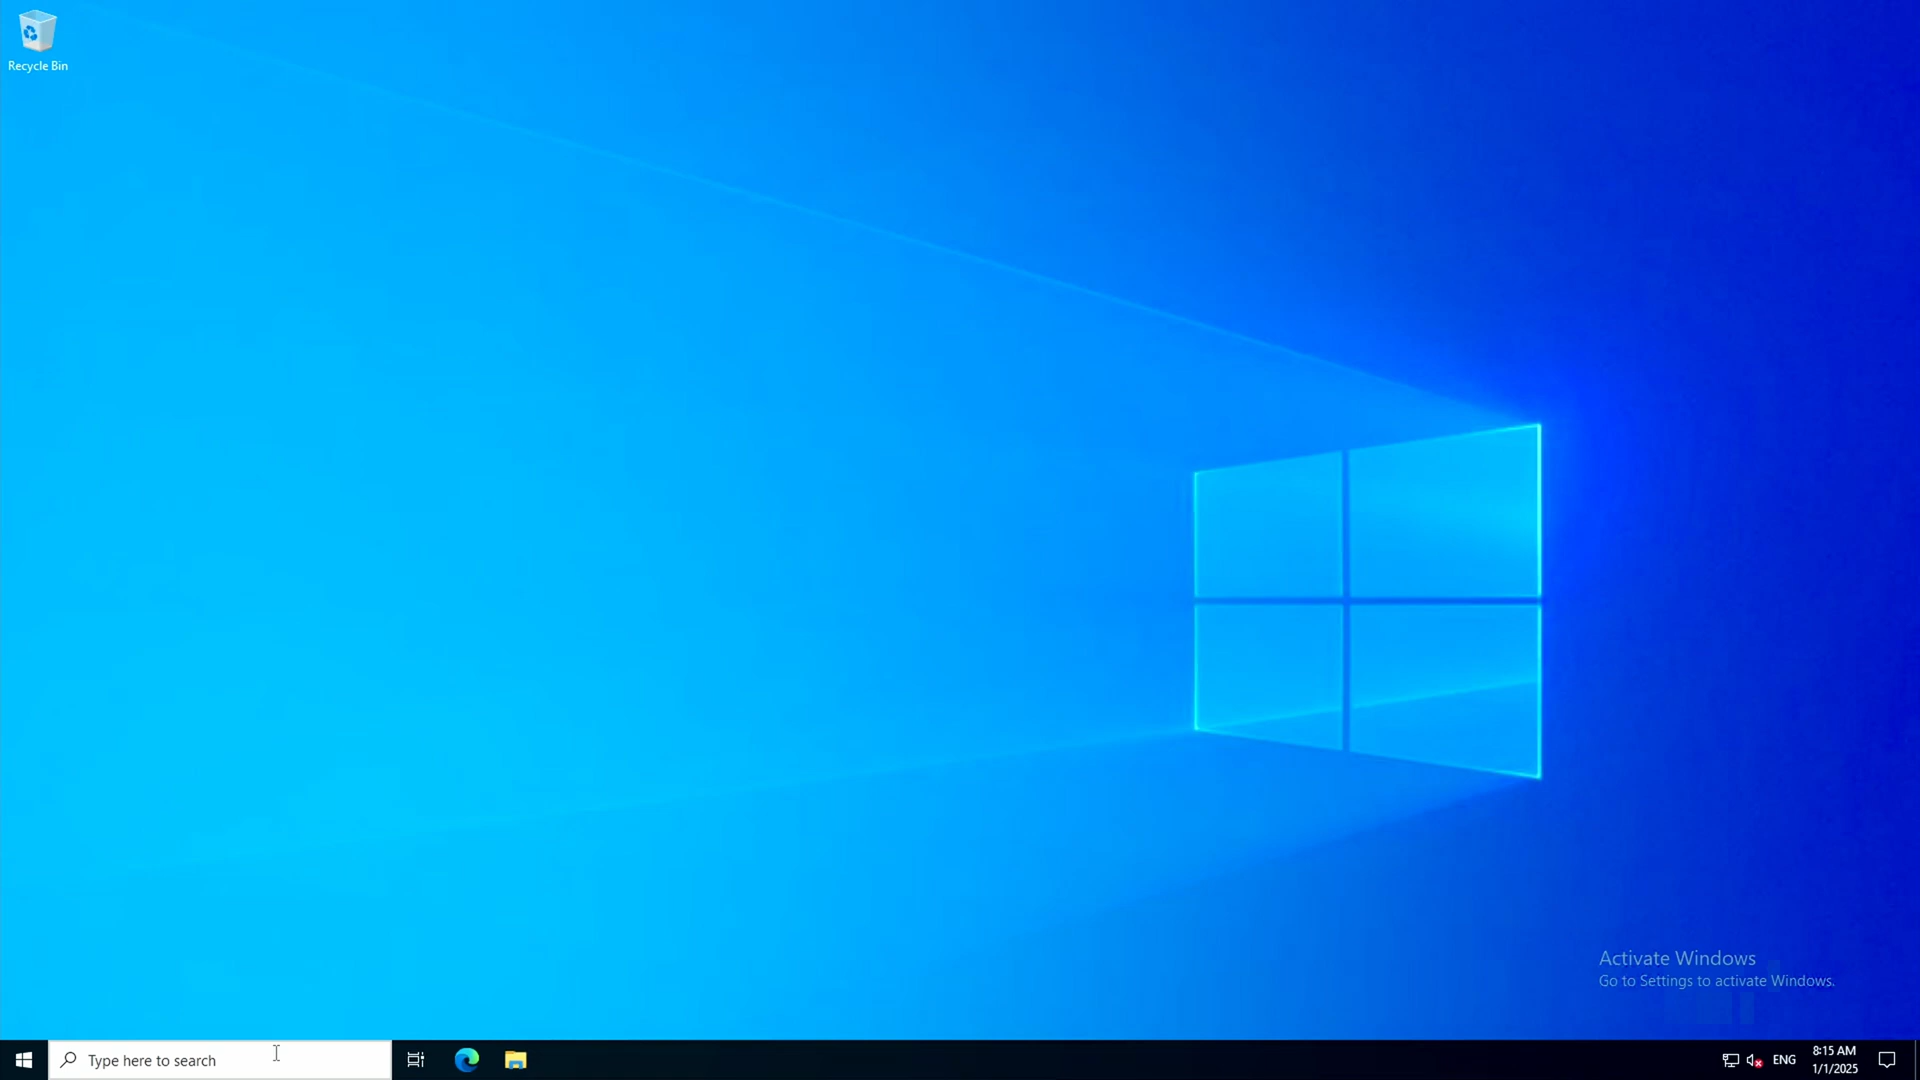 Recycle Bin
Activate Windows
Go to Settings to activate Windows.
Type here to search
ENG
8:15 AM
1/1/2025